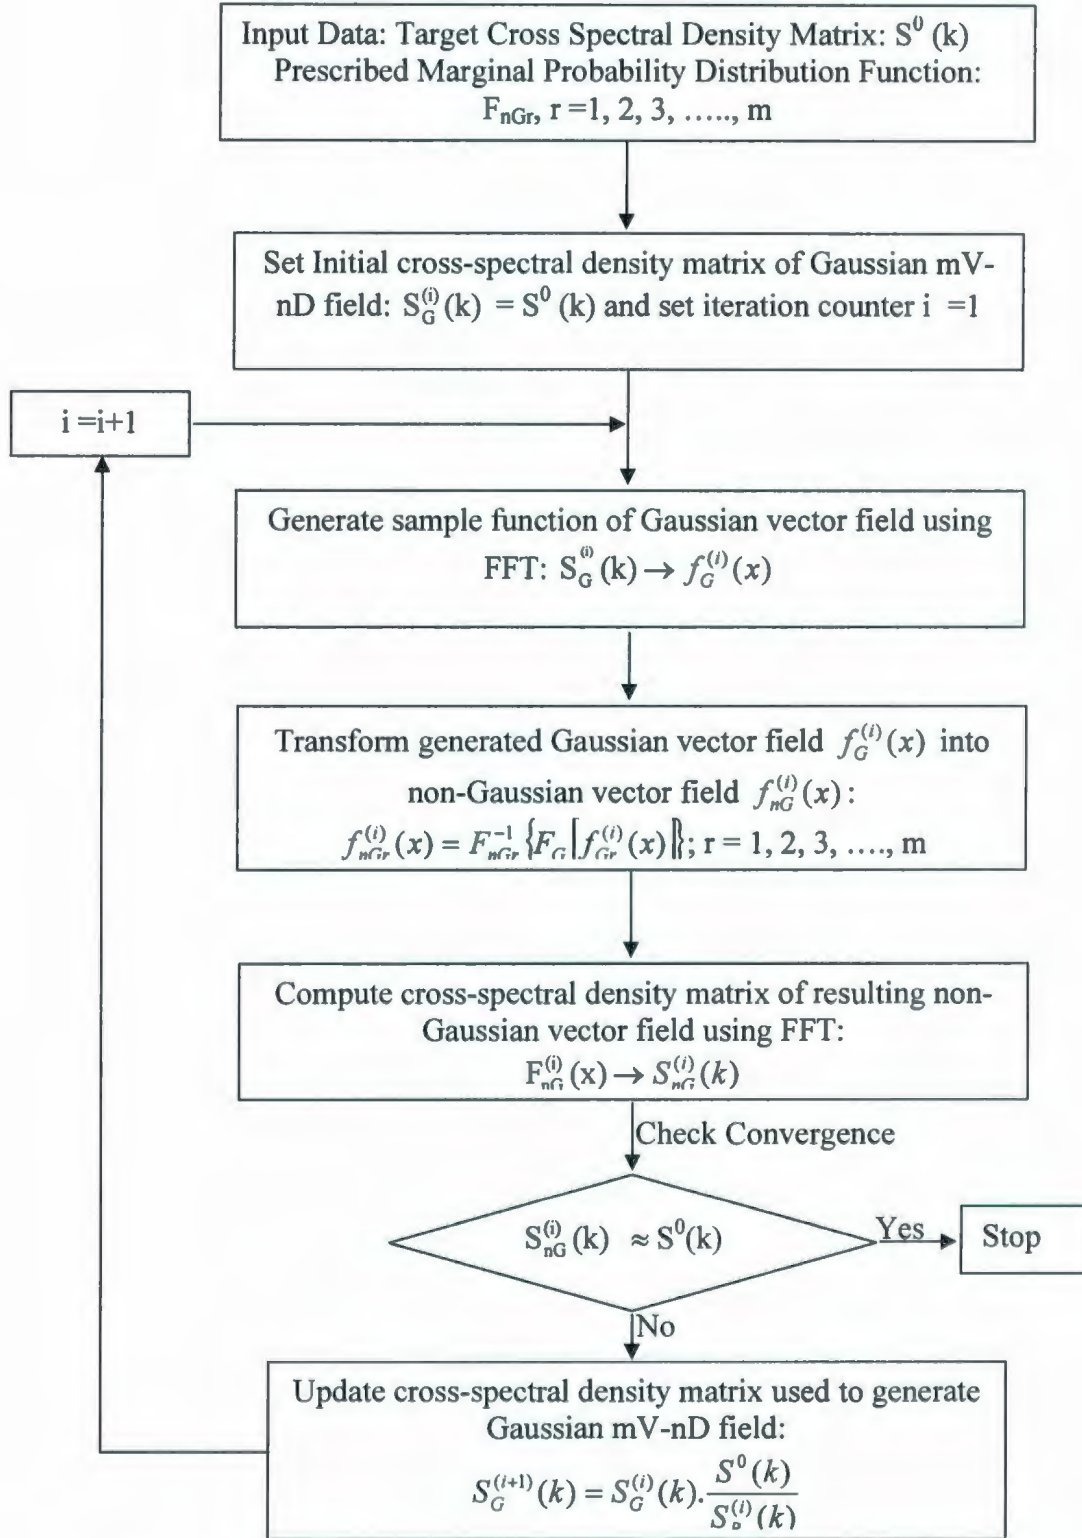 Input Data: Target Cross Spectral Density Matrix: S⁰ (k)
Prescribed Marginal Probability Distribution Function:
F_nGr, r =1, 2, 3, ....., m
Set Initial cross-spectral density matrix of Gaussian mV-
nD field: S_G^(i)(k) = S⁰ (k) and set iteration counter i =1
i =i+1
Generate sample function of Gaussian vector field using
FFT: S_G^(i)(k) → f_G^(i)(x)
Transform generated Gaussian vector field f_G^(i)(x) into
non-Gaussian vector field f_nG^(i)(x) :
f_nGr^(i)(x) = F_nGr^-1 {F_G [f_Gr^(i)(x)]}; r = 1, 2, 3, ...., m
Compute cross-spectral density matrix of resulting non-
Gaussian vector field using FFT:
F_nG^(i)(x) → S_nG^(i)(k)
Check Convergence
S_nG^(i)(k) ≈ S⁰(k)
Yes
Stop
No
Update cross-spectral density matrix used to generate
Gaussian mV-nD field:
S_G^(i+1)(k) = S_G^(i)(k). S⁰(k) / S^(i)(k)